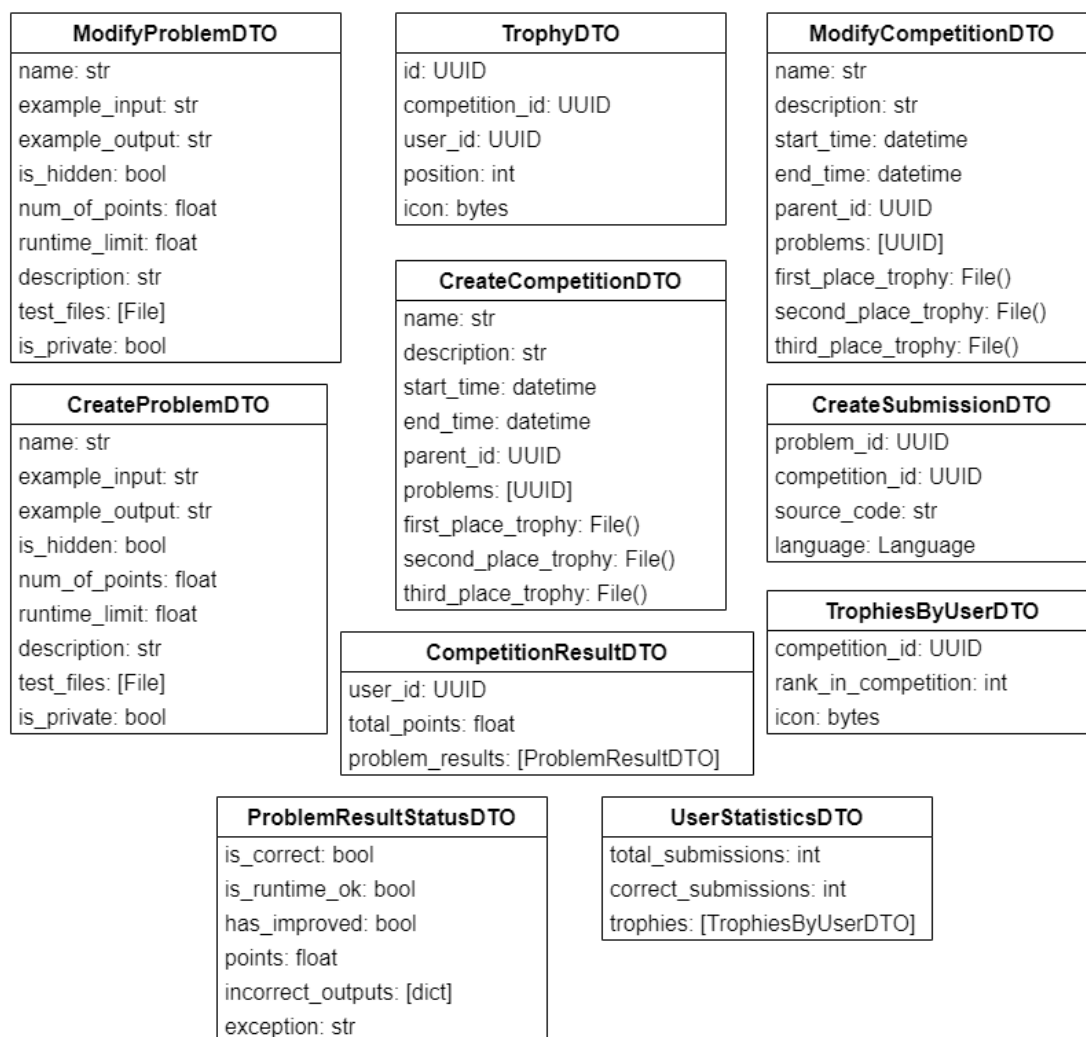 ModifyProblemDTO
name: str
example_input: str
example_output: str
is_hidden: bool
num_of_points: float
runtime_limit: float
description: str
test_files: [File]
is_private: bool
TrophyDTO
id: UUID
competition_id: UUID
user_id: UUID
position: int
icon: bytes
ModifyCompetitionDTO
name: str
description: str
start_time: datetime
end_time: datetime
parent_id: UUID
problems: [UUID]
first_place_trophy: File()
second_place_trophy: File()
third_place_trophy: File()
CreateCompetitionDTO
name: str
description: str
start_time: datetime
end_time: datetime
parent_id: UUID
problems: [UUID]
first_place_trophy: File()
second_place_trophy: File()
third_place_trophy: File()
CreateProblemDTO
name: str
example_input: str
example_output: str
is_hidden: bool
num_of_points: float
runtime_limit: float
description: str
test_files: [File]
is_private: bool
CreateSubmissionDTO
problem_id: UUID
competition_id: UUID
source_code: str
language: Language
TrophiesByUserDTO
competition_id: UUID
rank_in_competition: int
icon: bytes
CompetitionResultDTO
user_id: UUID
total_points: float
problem_results: [ProblemResultDTO]
ProblemResultStatusDTO
is_correct: bool
is_runtime_ok: bool
has_improved: bool
points: float
incorrect_outputs: [dict]
exception: str
UserStatisticsDTO
total_submissions: int
correct_submissions: int
trophies: [TrophiesByUserDTO]